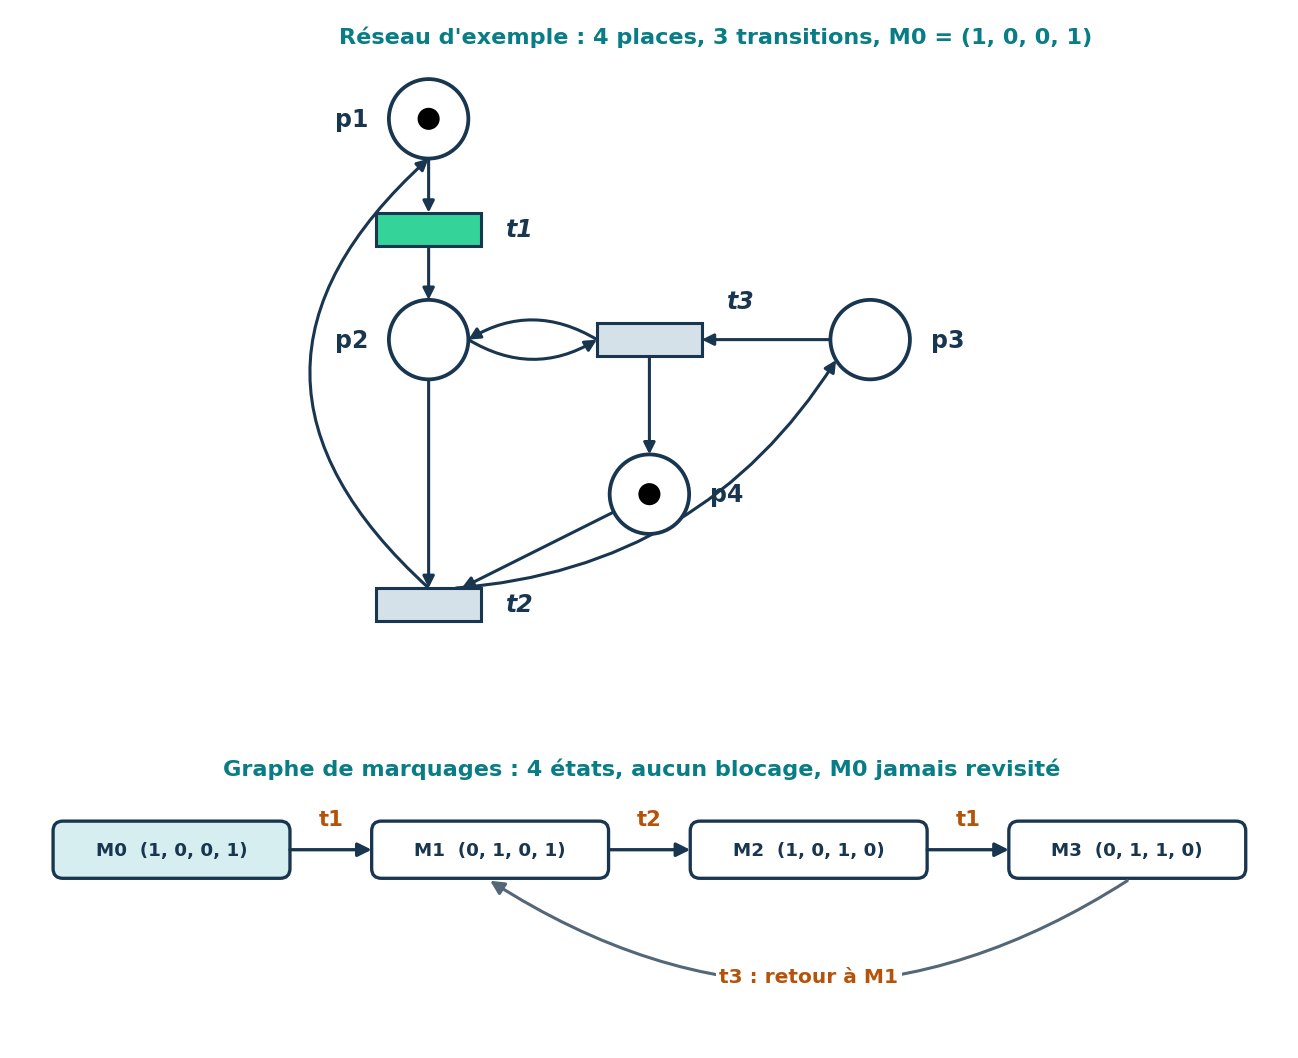 Réseau d'exemple : 4 places, 3 transitions, M0 = (1, 0, 0, 1)
p1
t1
t3
p2
p3
p4
t2
Graphe de marquages : 4 états, aucun blocage, M0 jamais revisité
t1
t2
t1
M0 (1, 0, 0, 1)
M1 (0, 1, 0, 1)
M2 (1, 0, 1, 0)
M3 (0, 1, 1, 0)
t3 : retour à M1